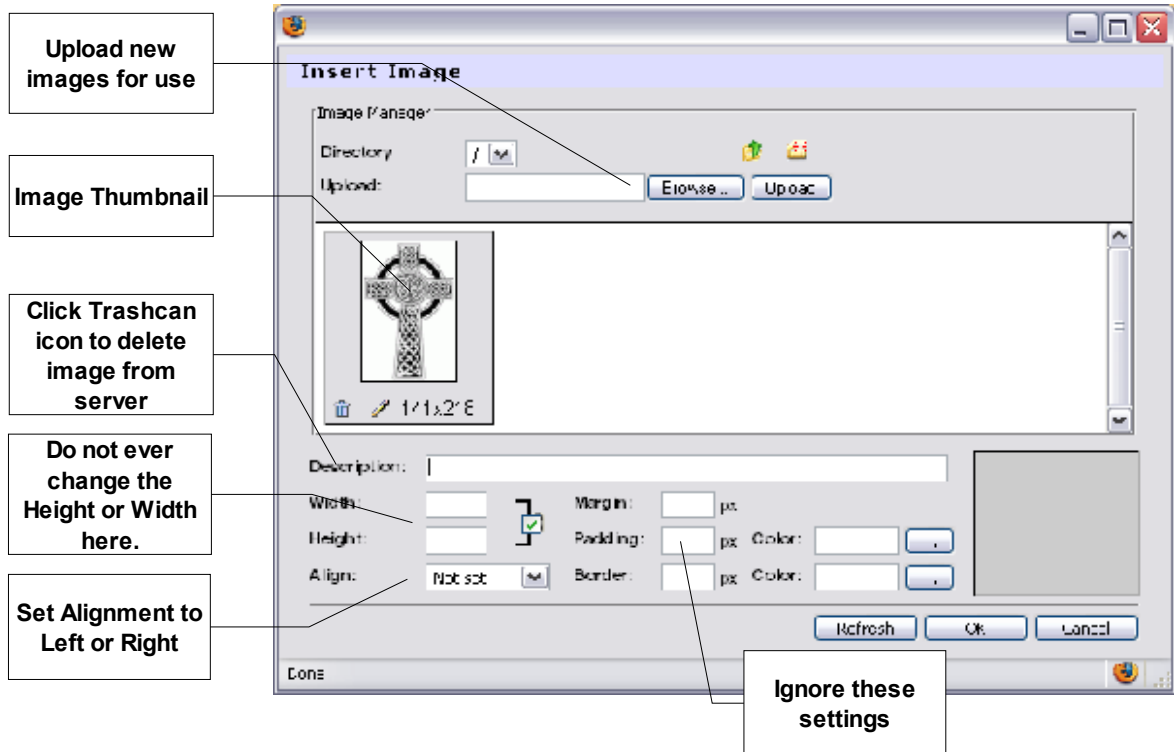 Upload new
images for use
Image Thumbnail
Click Trashcan
icon to delete
image from
server
Do not ever
change the
Height or Width
here.
Set Alignment to
Left or Right
Insert Image
Image Manager
Directory /
Upload: Browse... Upload
Description:
Width: Margin: px
Height: Padding: px Color:
Align: Not set Border: px Color:
Refresh OK Cancel
Done
Ignore these
settings